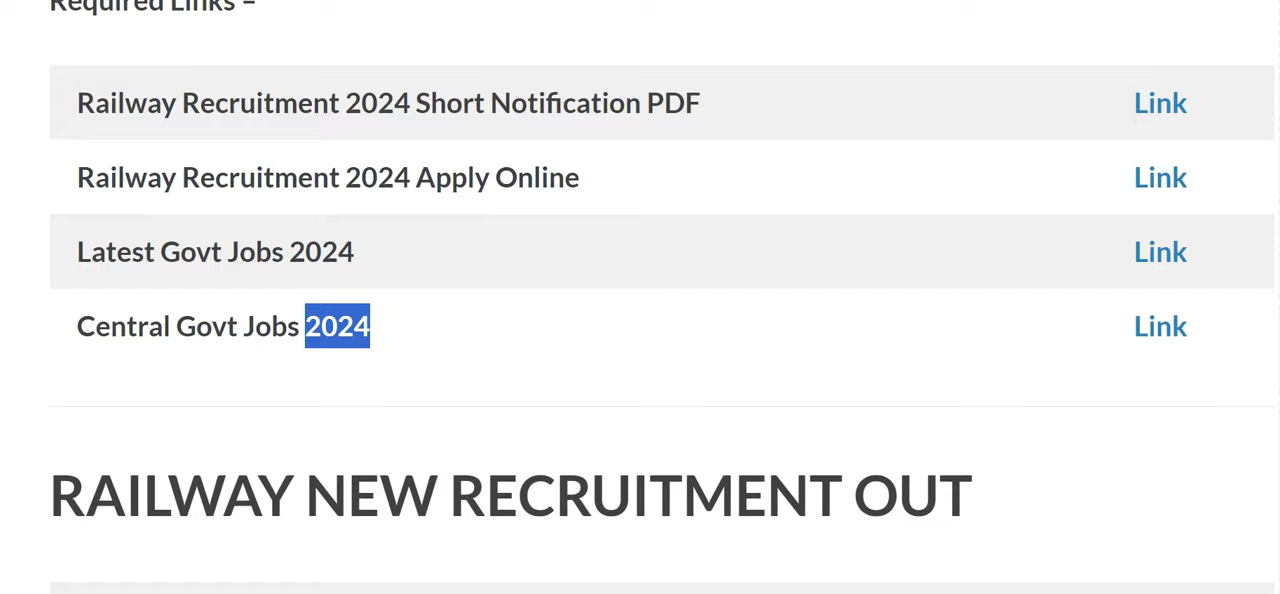 Required Links –
Railway Recruitment 2024 Short Notification PDF Link
Railway Recruitment 2024 Apply Online Link
Latest Govt Jobs 2024 Link
Central Govt Jobs 2024 Link
RAILWAY NEW RECRUITMENT OUT